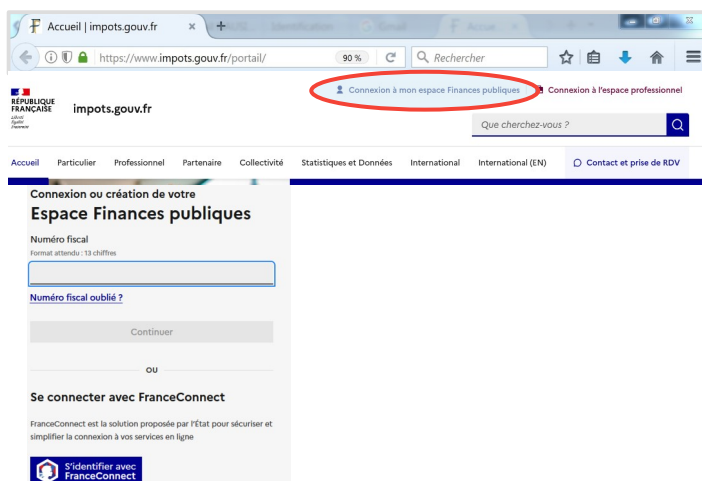 Accueil | impots.gouv.fr
https://www.impots.gouv.fr/portail/
90 %
Rechercher
Connexion à mon espace Finances publiques
Connexion à l'espace professionnel
RÉPUBLIQUE
FRANÇAISE
Liberté
Égalité
Fraternité
impots.gouv.fr
Que cherchez-vous ?
Accueil Particulier Professionnel Partenaire Collectivité Statistiques et Données International International (EN) Contact et prise de RDV
Connexion ou création de votre
Espace Finances publiques
Numéro fiscal
Format attendu : 13 chiffres
Numéro fiscal oublié ?
Continuer
OU
Se connecter avec FranceConnect
FranceConnect est la solution proposée par l'État pour sécuriser et
simplifier la connexion à vos services en ligne
S'identifier avec
FranceConnect